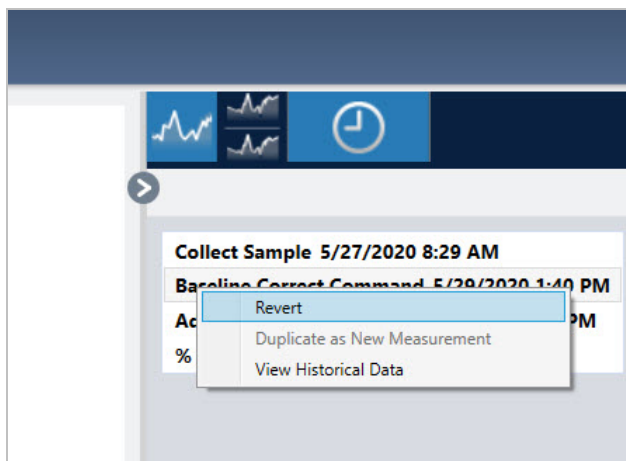 Collect Sample 5/27/2020 8:29 AM
Baseline Correct Command 5/29/2020 1:40 PM
Revert
Duplicate as New Measurement
View Historical Data
PM
%